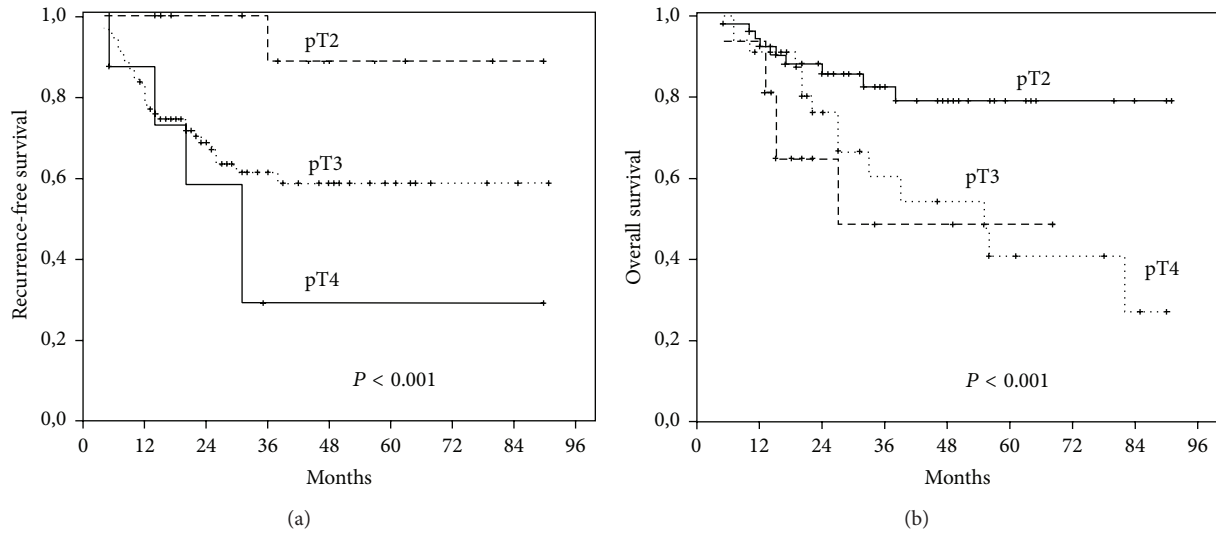 Recurrence-free survival
1,0
0,8
0,6
0,4
0,2
0,0
pT2
pT3
pT4
P < 0.001
0 12 24 36 48 60 72 84 96
Months
(a)
Overall survival
1,0
0,8
0,6
0,4
0,2
0,0
pT2
pT3
pT4
P < 0.001
0 12 24 36 48 60 72 84 96
Months
(b)